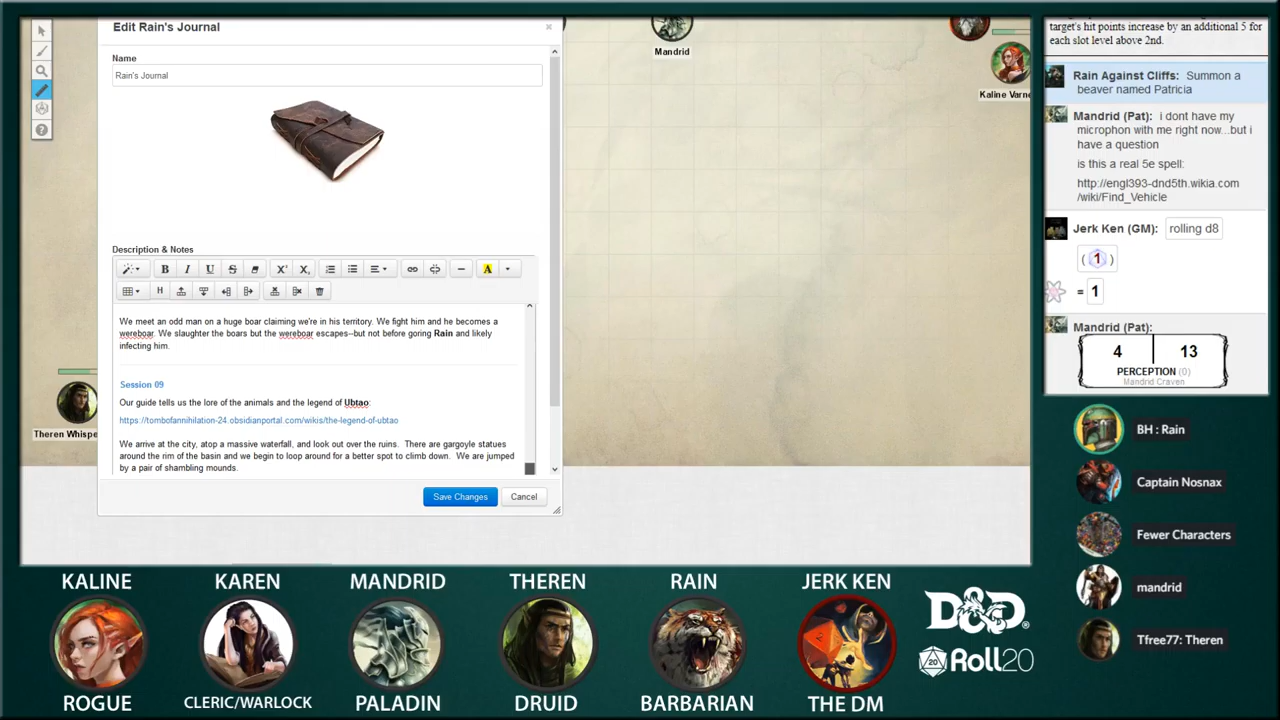 Edit Rain's Journal
×
Name
Rain's Journal
Description & Notes
B I U S X² X₂ A
H
We meet an odd man on a huge boar claiming we're in his territory. We fight him and he becomes a
wereboar. We slaughter the boars but the wereboar escapes--but not before goring Rain and likely
infecting him.
Session 09
Our guide tells us the lore of the animals and the legend of Ubtao:
https://tombofannihilation-24.obsidianportal.com/wikis/the-legend-of-ubtao
We arrive at the city, atop a massive waterfall, and look out over the ruins. There are gargoyle statues
around the rim of the basin and we begin to loop around for a better spot to climb down. We are jumped
by a pair of shambling mounds.
Save Changes
Cancel
Mandrid
Kaline Varne
Theren Whispe
target's hit points increase by an additional 5 for
each slot level above 2nd.
Rain Against Cliffs: Summon a
beaver named Patricia
Mandrid (Pat): i dont have my
microphon with me right now...but i
have a question
is this a real 5e spell:
http://engl393-dnd5th.wikia.com
/wiki/Find_Vehicle
Jerk Ken (GM): rolling d8
(1)
= 1
Mandrid (Pat):
4 13
PERCEPTION (0)
Mandrid Craven
BH : Rain
Captain Nosnax
Fewer Characters
mandrid
Tfree77: Theren
KALINE
ROGUE
KAREN
CLERIC/WARLOCK
MANDRID
PALADIN
THEREN
DRUID
RAIN
BARBARIAN
JERK KEN
THE DM
D&D
20 Roll20